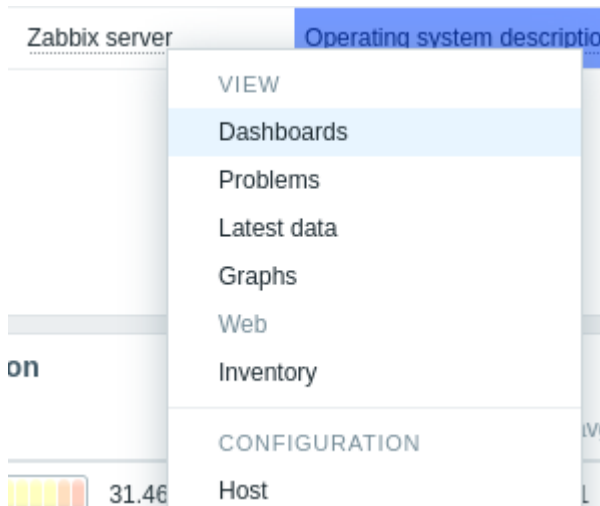 Zabbix server
Operating system descriptio
VIEW
Dashboards
Problems
Latest data
Graphs
Web
Inventory
on
CONFIGURATION
31.46
Host